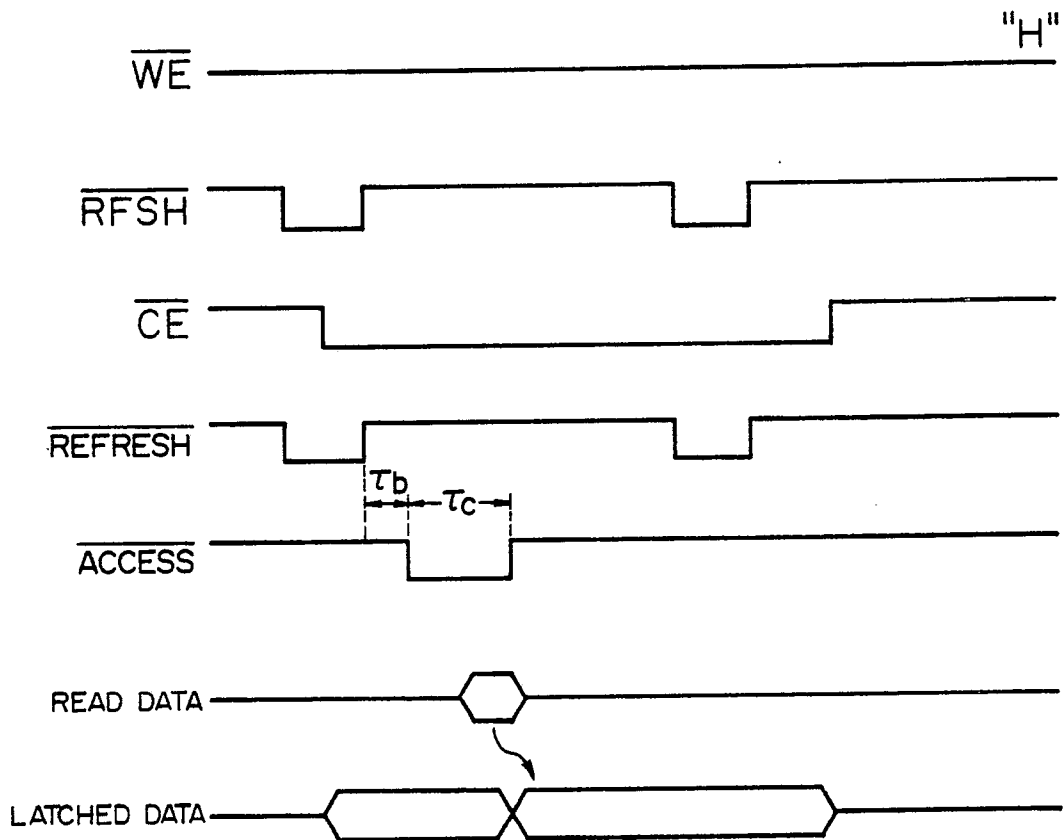 "H"
WE
RFSH
CE
REFRESH
τb
τc
ACCESS
READ DATA
LATCHED DATA